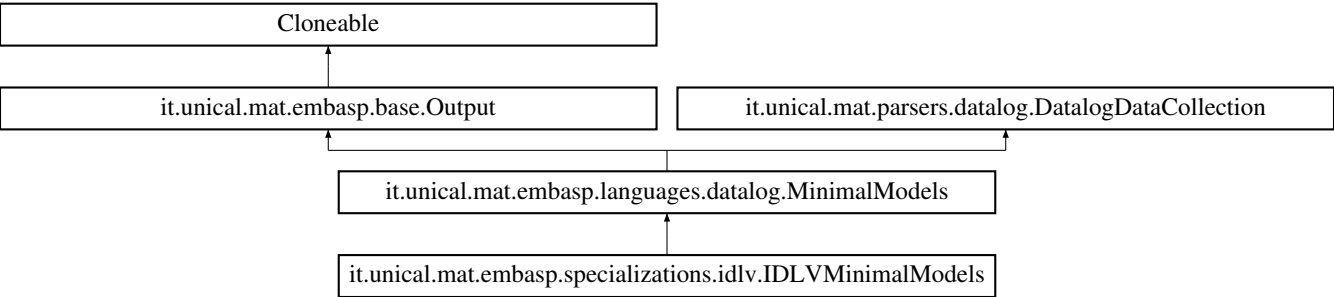 Cloneable
it.unical.mat.embasp.base.Output
it.unical.mat.parsers.datalog.DatalogDataCollection
it.unical.mat.embasp.languages.datalog.MinimalModels
it.unical.mat.embasp.specializations.idlv.IDLVMinimalModels